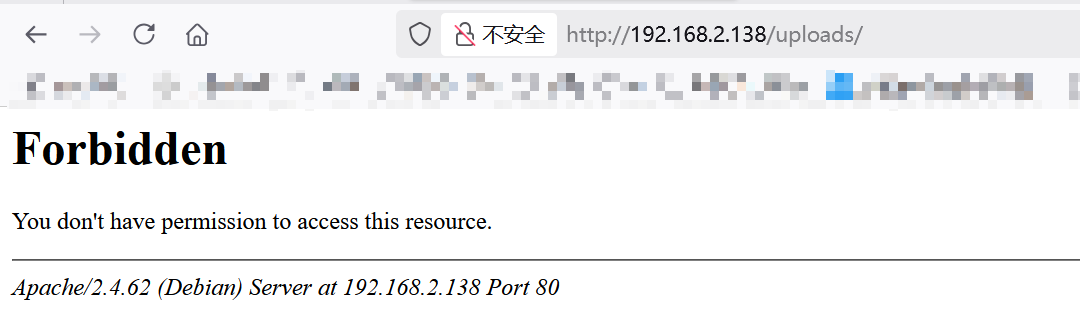 不安全 http://192.168.2.138/uploads/
Forbidden
You don't have permission to access this resource.
Apache/2.4.62 (Debian) Server at 192.168.2.138 Port 80